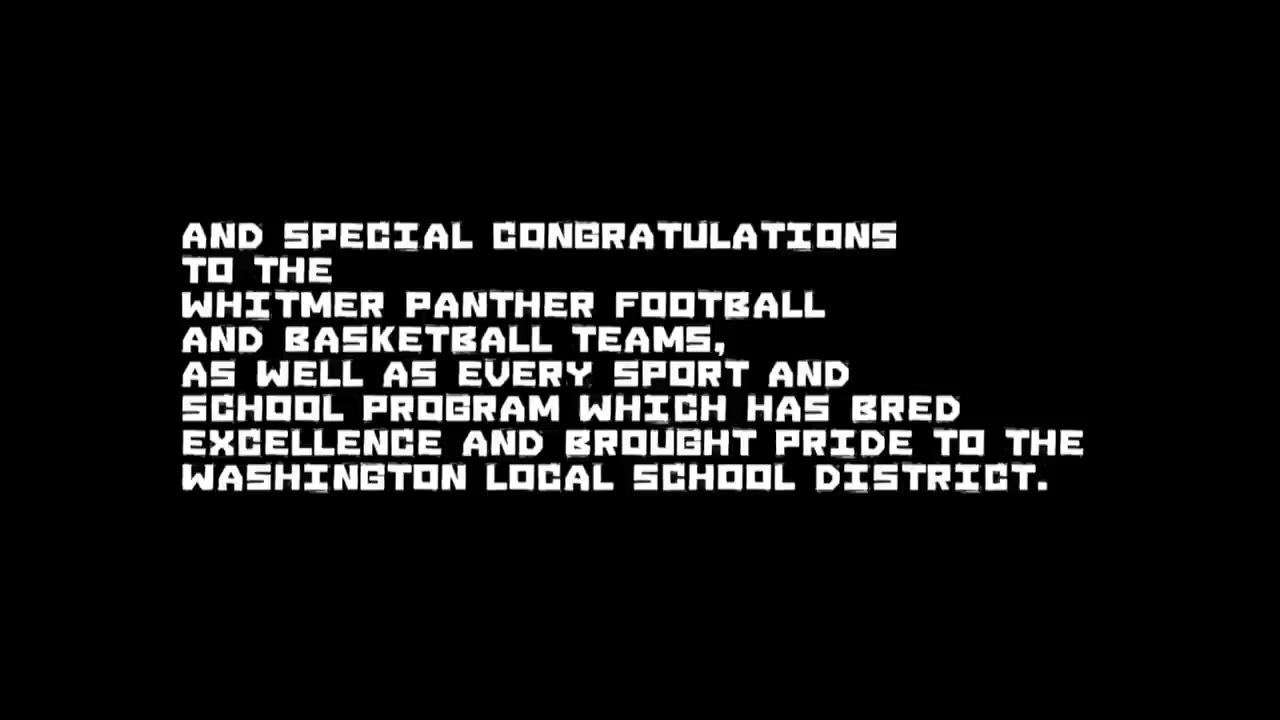 AND SPECIAL CONGRATULATIONS
TO THE
WHITMER PANTHER FOOTBALL
AND BASKETBALL TEAMS,
AS WELL AS EVERY SPORT AND
SCHOOL PROGRAM WHICH HAS BRED
EXCELLENCE AND BROUGHT PRIDE TO THE
WASHINGTON LOCAL SCHOOL DISTRICT.